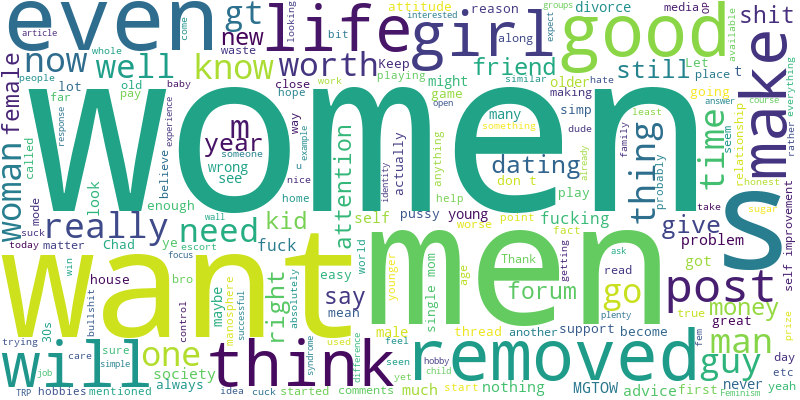 even
life
girl
good
shit
women
want
men
s
make
think
removed
will
post
really
need
know
worth
well
now
gt
new
friend
still
thing
time
woman
female
m
year
dating
attention
kid
right
one
say
forum
go
give
guy
man
money
problem
fucking
fuck
simp
older
many
game
might
Keep
playing
close
hope
waste
reason
attitude
interested
looking
along
bit
divorce
media
OP
groups
expect
similar
hate
Let
available
place
t
going
relationship
seem
probably
making
dude
family
least
answer
course
rather
everything
honest
self improvement
sugar
take
come
article
whole
people
lot
old
baby
far
pay
work
open
something
already
response
believe
experience
wrong
see
someone
way
u
example
nice
home
identity
actually
anything
help
don t
play
called
look
enough
wall
escort
self
pussy
young
point
worse
fact
ask
getting
Thank
read
got
true
great
day
etc
yeah
prize
mode
suck
today
matter
Chad
ye
house
bullshit
control
win
focus
bro
maybe
manosphere
successful
absolutely
easy
mean
world
younger
single mom
age
male
thread
another
support
become
plenty
fem
never
Feminism
first
advice
MGTOW
nothing
start
much
comments
started
cuck
idea
syndrome
used
difference
feel
seen
yet
hobby
child
society
always
mentioned
hobbies
TRP
job
simple
care
sure
trying
30s